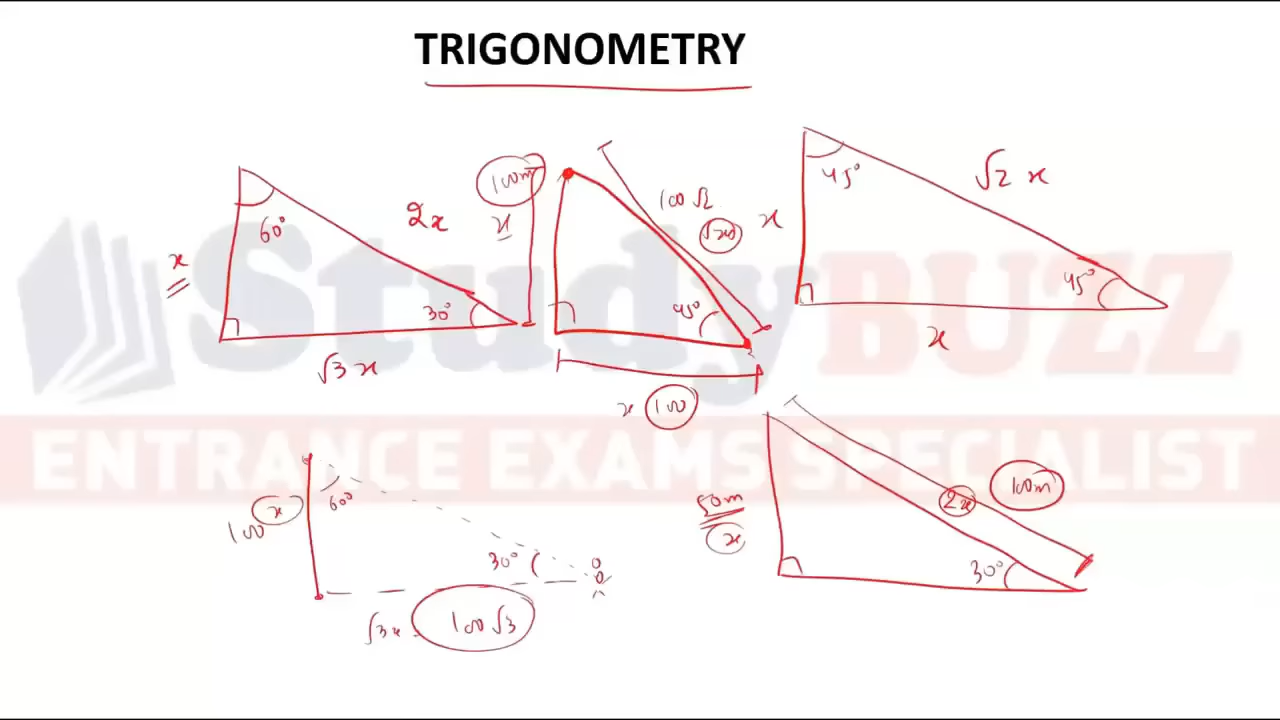 TRIGONOMETRY
60°
2x
x
30°
√3 x
100m
x
100 √2
√2x
45°
x 100
45°
√2 x
x
45°
x
StudyBUZZ
ENTRANCE EXAMS SPECIALIST
100 x
60°
30°
√3x
100√3
50m
x
2x
100m
30°